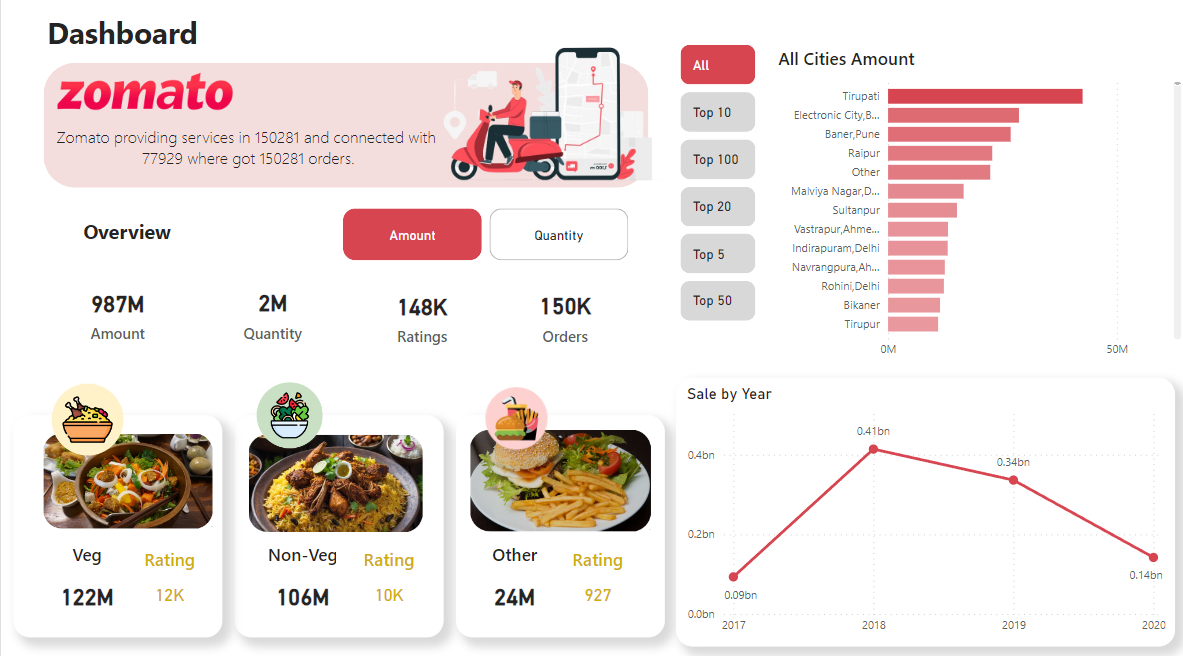 Dashboard
zomato
Zomato providing services in 150281 and connected with
77929 where got 150281 orders.
Overview
Amount
Quantity
987M
Amount
2M
Quantity
148K
Ratings
150K
Orders
Veg
Rating
122M
12K
Non-Veg
Rating
106M
10K
Other
Rating
24M
927
All
Top 10
Top 100
Top 20
Top 5
Top 50
All Cities Amount
Tirupati
Electronic City,B...
Baner,Pune
Raipur
Other
Malviya Nagar,D...
Sultanpur
Vastrapur,Ahme...
Indirapuram,Delhi
Navrangpura,Ah...
Rohini,Delhi
Bikaner
Tirupur
0M
50M
Sale by Year
0.41bn
0.4bn
0.34bn
0.2bn
0.14bn
0.09bn
0.0bn
2017
2018
2019
2020